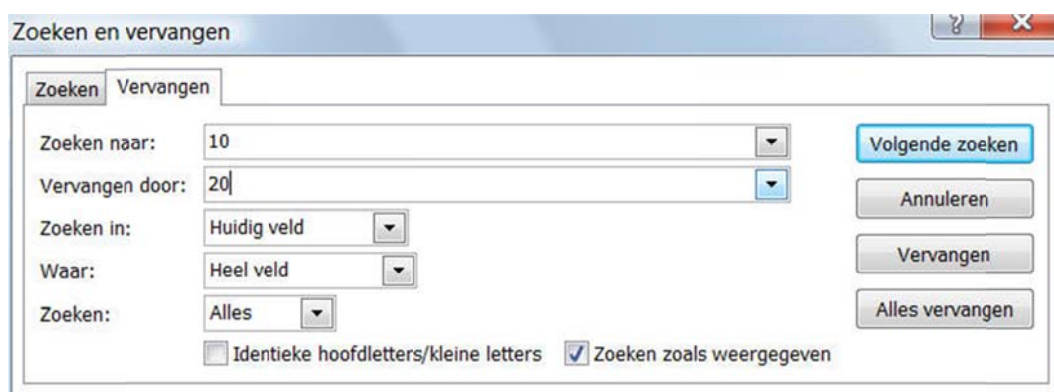 Zoeken en vervangen
Zoeken Vervangen
Zoeken naar: 10 Volgende zoeken
Vervangen door: 20 Annuleren
Zoeken in: Huidig veld
Waar: Heel veld Vervangen
Zoeken: Alles Alles vervangen
Identieke hoofdletters/kleine letters Zoeken zoals weergegeven